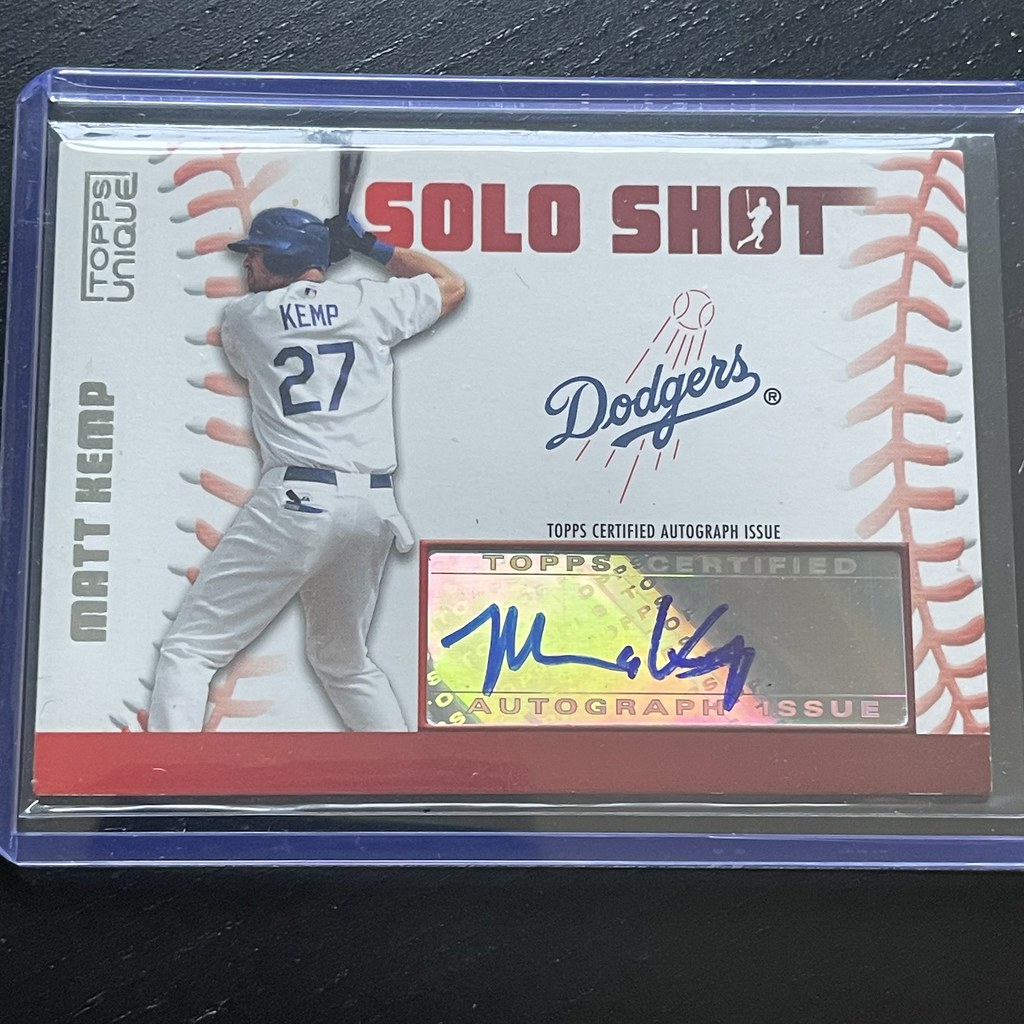 TOPPS
UNIQUE
MATT KEMP
SOLO SHOT
KEMP
27
Dodgers®
TOPPS CERTIFIED AUTOGRAPH ISSUE
TOPPS CERTIFIED
AUTOGRAPH ISSUE